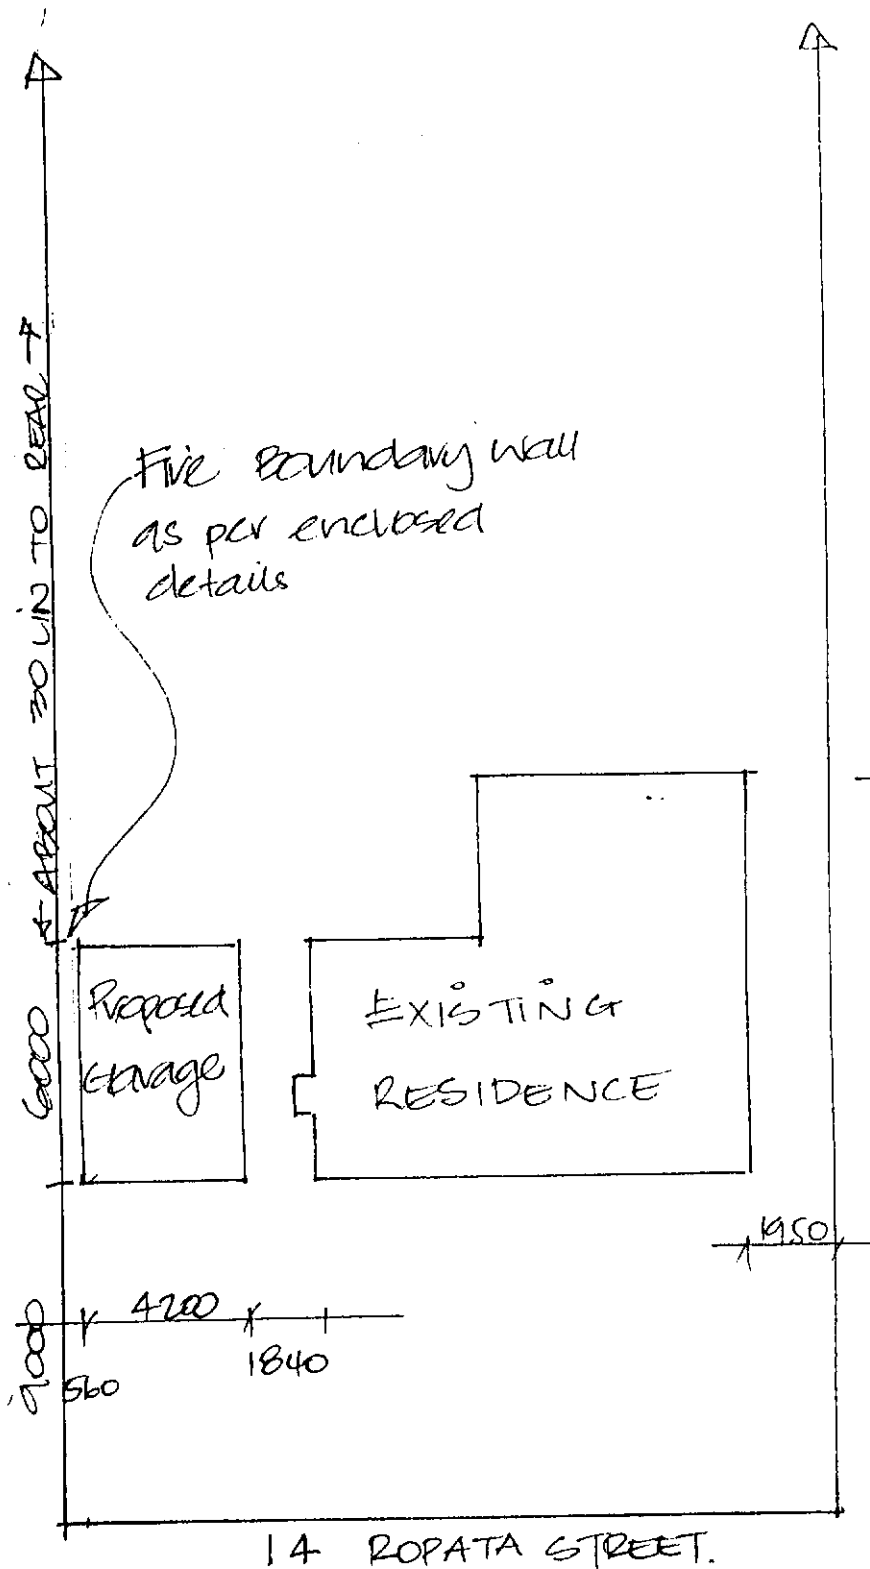 ← ABOUT 30 LIN TO REAR →
Fire Boundary wall
as per enclosed
details
Proposed
Garage
EXISTING
RESIDENCE
6000
1950
4200
1840
9000
560
14 ROPATA STREET.